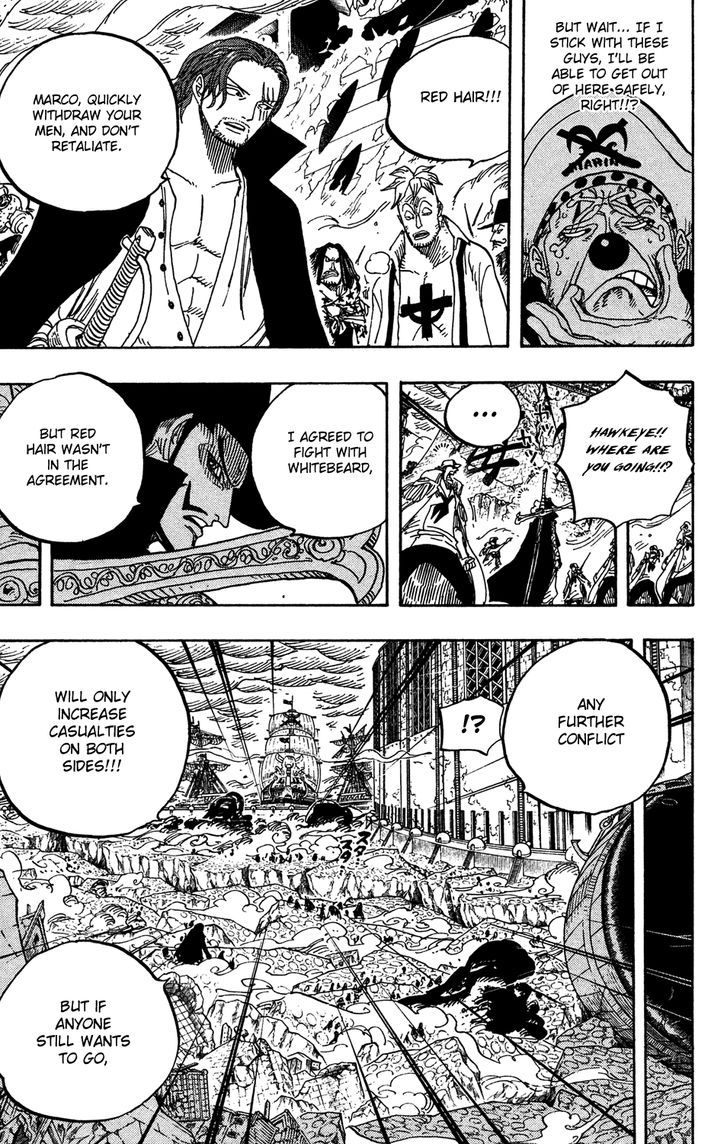 BUT WAIT... IF I
STICK WITH THESE
GUYS, I'LL BE
ABLE TO GET OUT
OF HERE SAFELY,
RIGHT!!?
MARIN
RED HAIR!!!
MARCO, QUICKLY
WITHDRAW YOUR
MEN, AND DON'T
RETALIATE.
HAWKEYE!!
WHERE ARE
YOU GOING!!?
...
I AGREED TO
FIGHT WITH
WHITEBEARD,
BUT RED
HAIR WASN'T
IN THE
AGREEMENT.
ANY
FURTHER
CONFLICT
!?
WILL ONLY
INCREASE
CASUALTIES
ON BOTH
SIDES!!!
BUT IF
ANYONE
STILL WANTS
TO GO,